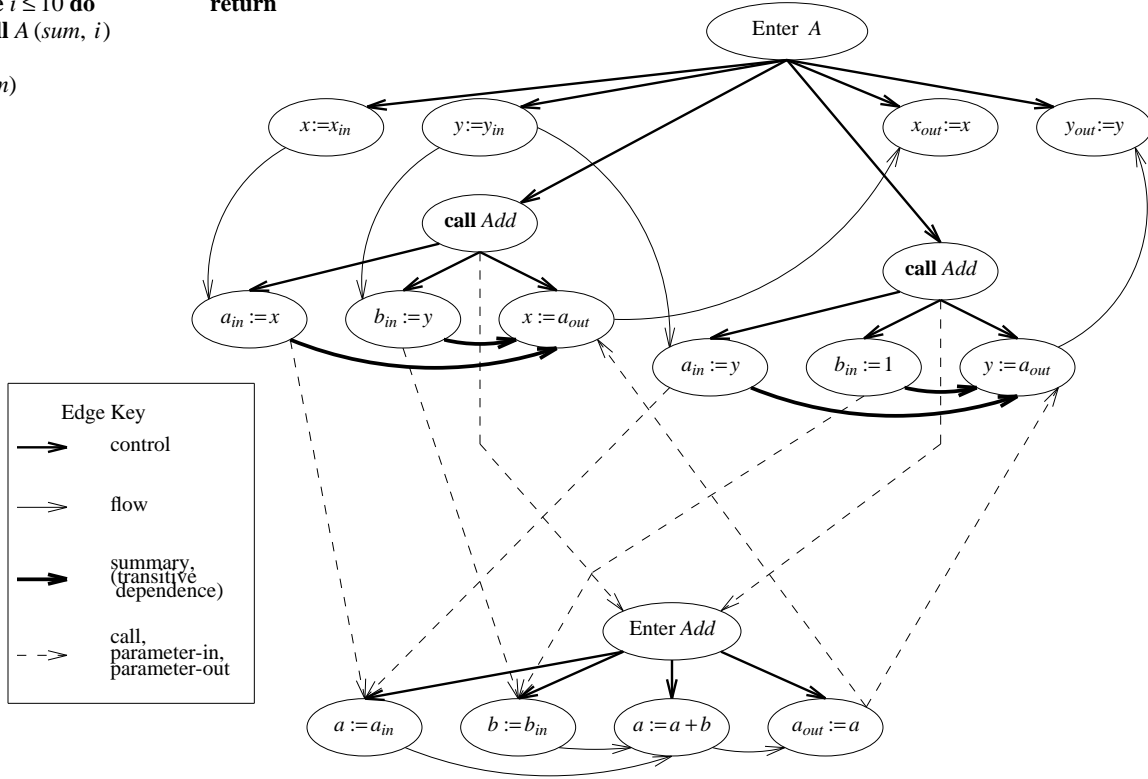 i ≤ 10 do return
A (sum, i)
Enter A
x:=x_in
y:=y_in
x_out:=x
y_out:=y
call Add
call Add
a_in := x
b_in := y
x := a_out
a_in := y
b_in := 1
y := a_out
Edge Key
control
flow
summary,
(transitive
dependence)
call,
parameter-in,
parameter-out
Enter Add
a := a_in
b := b_in
a := a + b
a_out := a